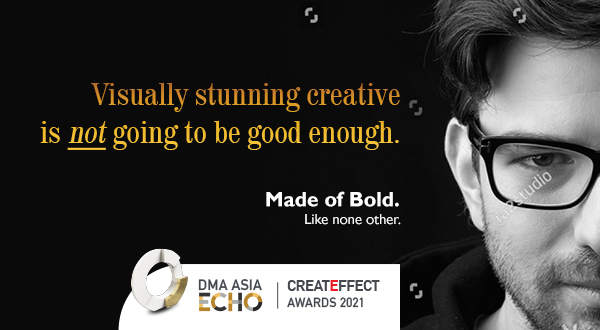 Visually stunning creative
is not going to be good enough.
Made of Bold.
Like none other.
DMA ASIA
ECHO
CREATEFFECT
AWARDS 2021